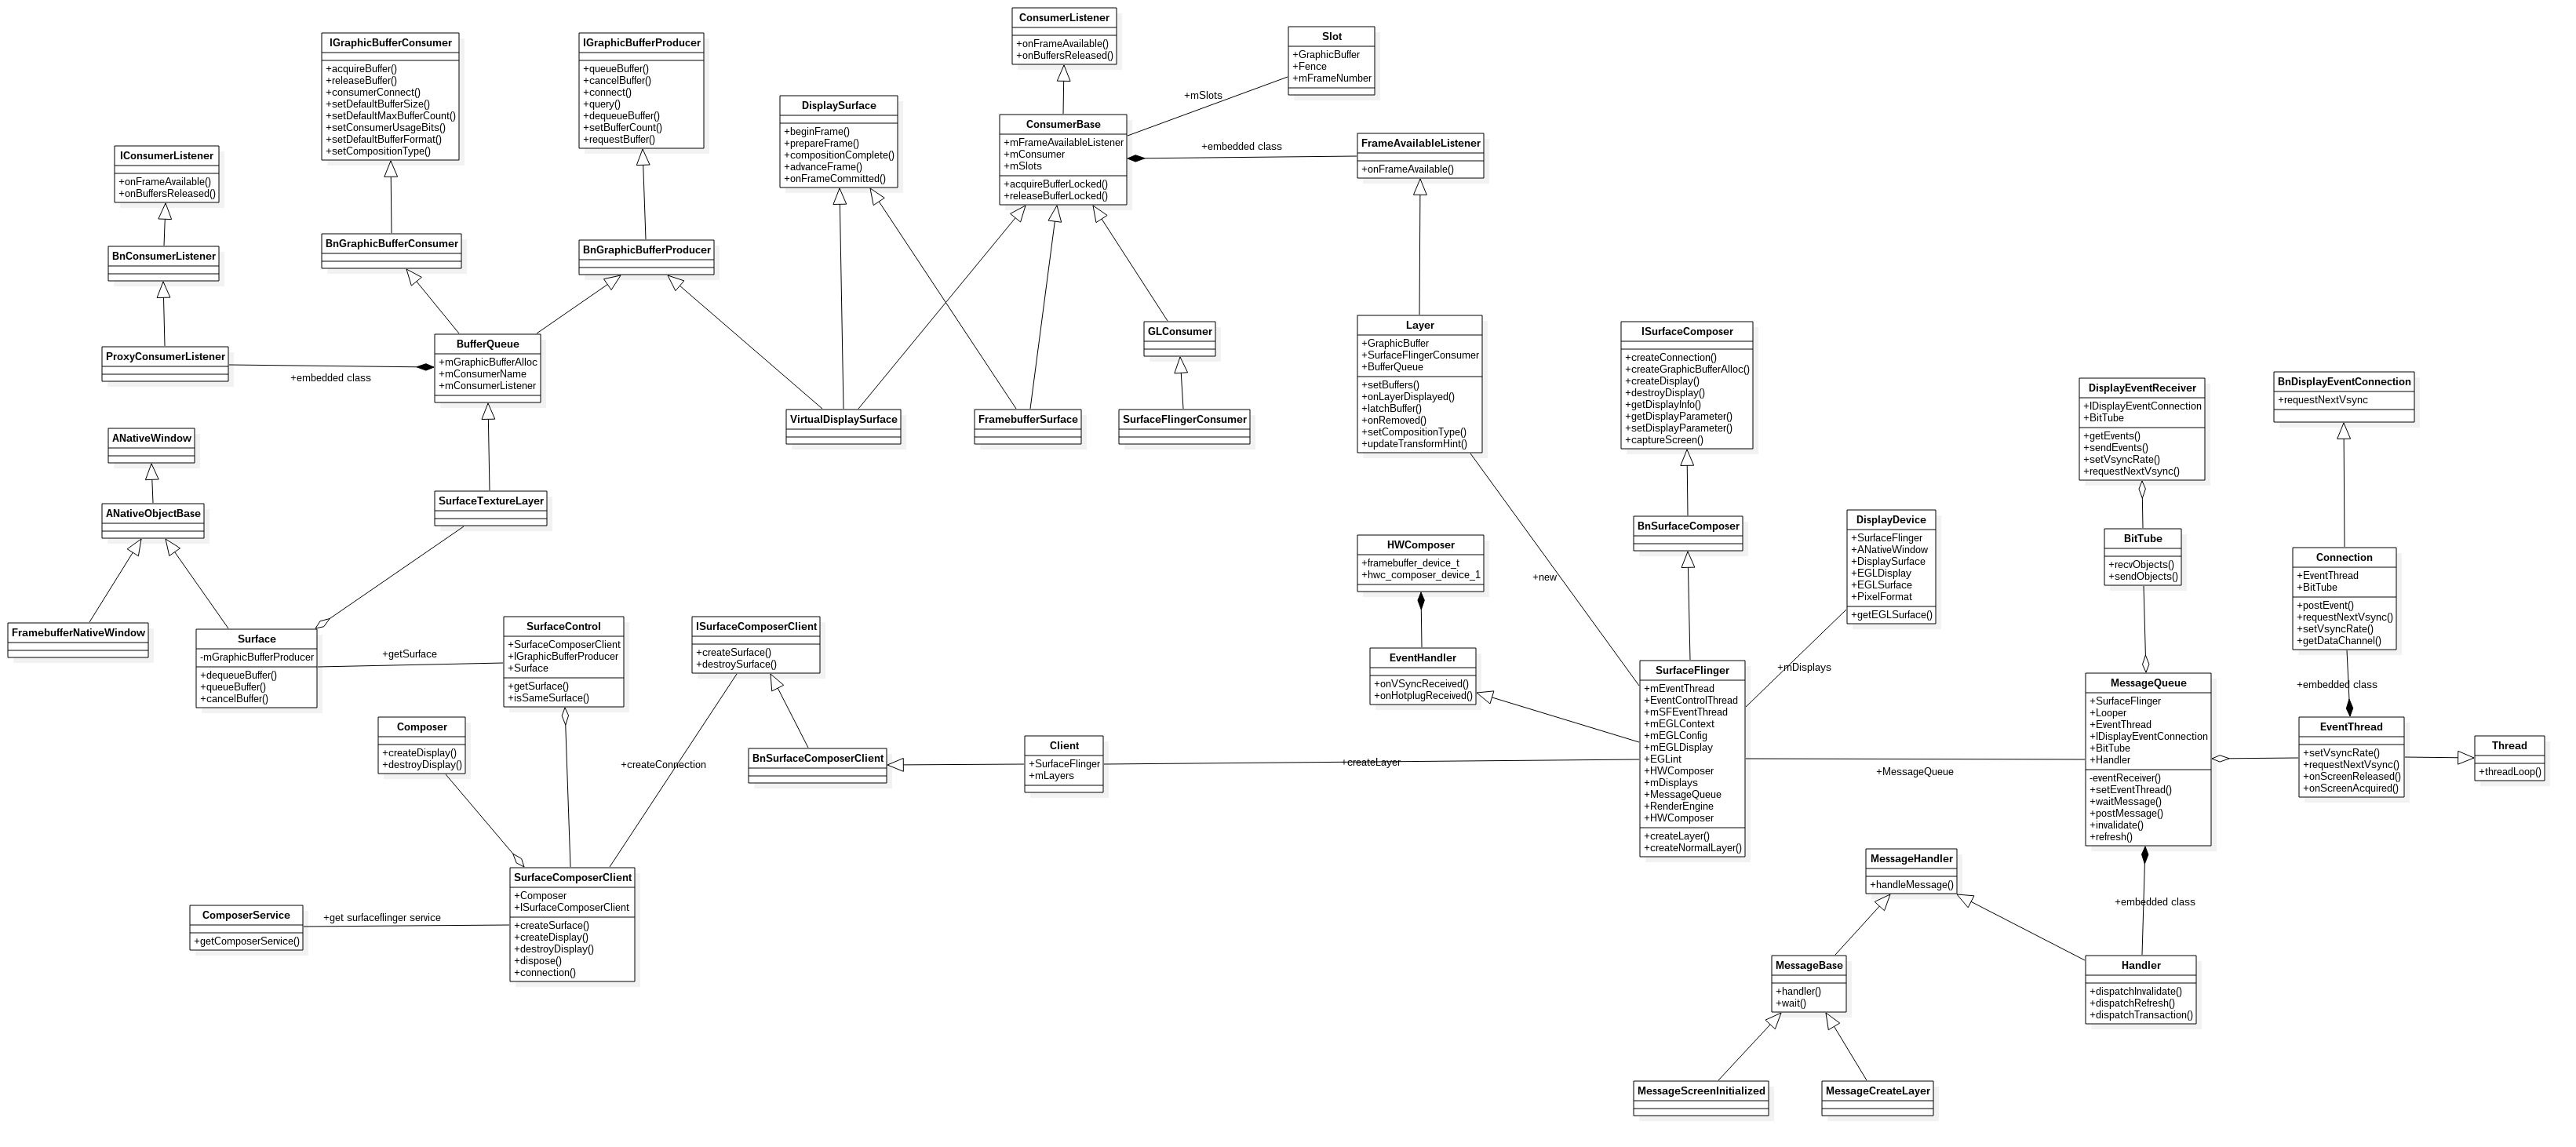 ConsumerListener
+onFrameAvailable()
+onBuffersReleased()
Slot
+GraphicBuffer
+Fence
+mFrameNumber
IGraphicBufferConsumer
+acquireBuffer()
+releaseBuffer()
+consumerConnect()
+setDefaultBufferSize()
+setDefaultMaxBufferCount()
+setConsumerUsageBits()
+setDefaultBufferFormat()
+setCompositionType()
IGraphicBufferProducer
+queueBuffer()
+cancelBuffer()
+connect()
+query()
+dequeueBuffer()
+setBufferCount()
+requestBuffer()
DisplaySurface
+beginFrame()
+prepareFrame()
+compositionComplete()
+advanceFrame()
+onFrameCommitted()
+mSlots
ConsumerBase
+mFrameAvailableListener
+mConsumer
+mSlots
+acquireBufferLocked()
+releaseBufferLocked()
+embedded class
FrameAvailableListener
+onFrameAvailable()
IConsumerListener
+onFrameAvailable()
+onBuffersReleased()
BnConsumerListener
BnGraphicBufferConsumer
BnGraphicBufferProducer
ProxyConsumerListener
+embedded class
BufferQueue
+mGraphicBufferAlloc
+mConsumerName
+mConsumerListener
GLConsumer
VirtualDisplaySurface
FramebufferSurface
SurfaceFlingerConsumer
Layer
+GraphicBuffer
+SurfaceFlingerConsumer
+BufferQueue
+setBuffers()
+onLayerDisplayed()
+latchBuffer()
+onRemoved()
+setCompositionType()
+updateTransformHint()
ISurfaceComposer
+createConnection()
+createGraphicBufferAlloc()
+createDisplay()
+destroyDisplay()
+getDisplayInfo()
+getDisplayParameter()
+setDisplayParameter()
+captureScreen()
DisplayEventReceiver
+IDisplayEventConnection
+BitTube
+getEvents()
+sendEvents()
+setVsyncRate()
+requestNextVsync()
BnDisplayEventConnection
+requestNextVsync
ANativeWindow
ANativeObjectBase
SurfaceTextureLayer
BnSurfaceComposer
DisplayDevice
+SurfaceFlinger
+ANativeWindow
+DisplaySurface
+EGLDisplay
+EGLSurface
+PixelFormat
+getEGLSurface()
BitTube
+recvObjects()
+sendObjects()
Connection
+EventThread
+BitTube
+postEvent()
+requestNextVsync()
+setVsyncRate()
+getDataChannel()
HWComposer
+framebuffer_device_t
+hwc_composer_device_1
+new
FramebufferNativeWindow
Surface
-mGraphicBufferProducer
+dequeueBuffer()
+queueBuffer()
+cancelBuffer()
+getSurface
SurfaceControl
+SurfaceComposerClient
+IGraphicBufferProducer
+Surface
+getSurface()
+isSameSurface()
ISurfaceComposerClient
+createSurface()
+destroySurface()
EventHandler
+onVSyncReceived()
+onHotplugReceived()
SurfaceFlinger
+mEventThread
+EventControlThread
+mSFEventThread
+mEGLContext
+mEGLConfig
+mEGLDisplay
+EGLint
+HWComposer
+mDisplays
+MessageQueue
+RenderEngine
+HWComposer
+createLayer()
+createNormalLayer()
+mDisplays
MessageQueue
+SurfaceFlinger
+Looper
+EventThread
+IDisplayEventConnection
+BitTube
+Handler
-eventReceiver()
+setEventThread()
+waitMessage()
+postMessage()
+invalidate()
+refresh()
+embedded class
EventThread
+setVsyncRate()
+requestNextVsync()
+onScreenReleased()
+onScreenAcquired()
Thread
+threadLoop()
Composer
+createDisplay()
+destroyDisplay()
+createConnection
BnSurfaceComposerClient
Client
+SurfaceFlinger
+mLayers
+createLayer
+MessageQueue
ComposerService
+getComposerService()
+get surfaceflinger service
SurfaceComposerClient
+Composer
+ISurfaceComposerClient
+createSurface()
+createDisplay()
+destroyDisplay()
+dispose()
+connection()
MessageHandler
+handleMessage()
+embedded class
MessageBase
+handler()
+wait()
Handler
+dispatchInvalidate()
+dispatchRefresh()
+dispatchTransaction()
MessageScreenInitialized
MessageCreateLayer